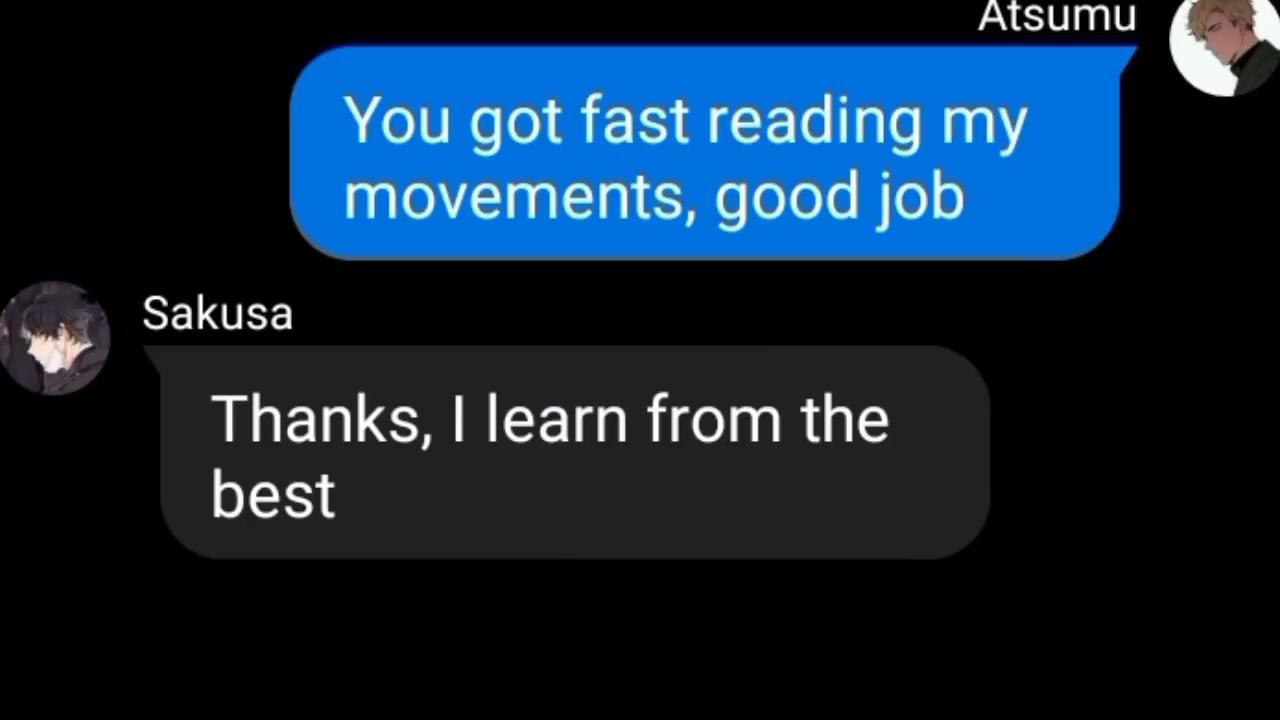 Atsumu
You got fast reading my
movements, good job
Sakusa
Thanks, I learn from the
best